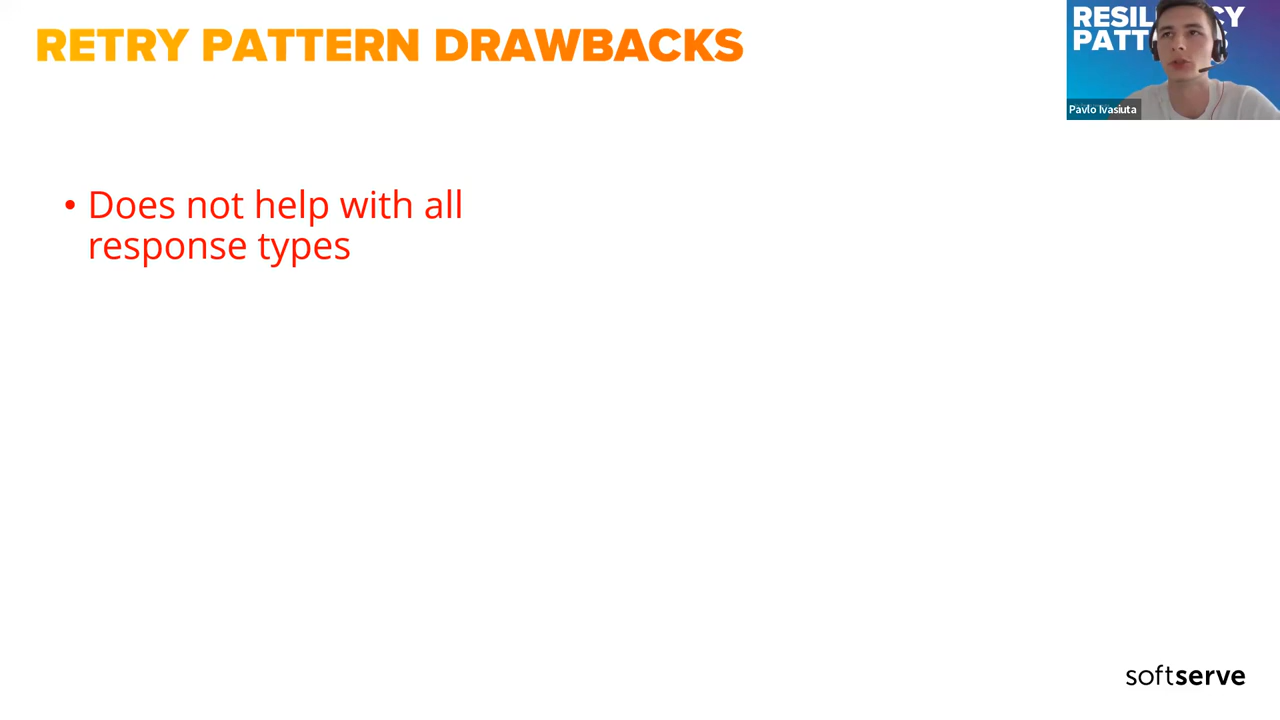 RETRY PATTERN DRAWBACKS
Pavlo Ivasiuta
• Does not help with all
response types
softserve